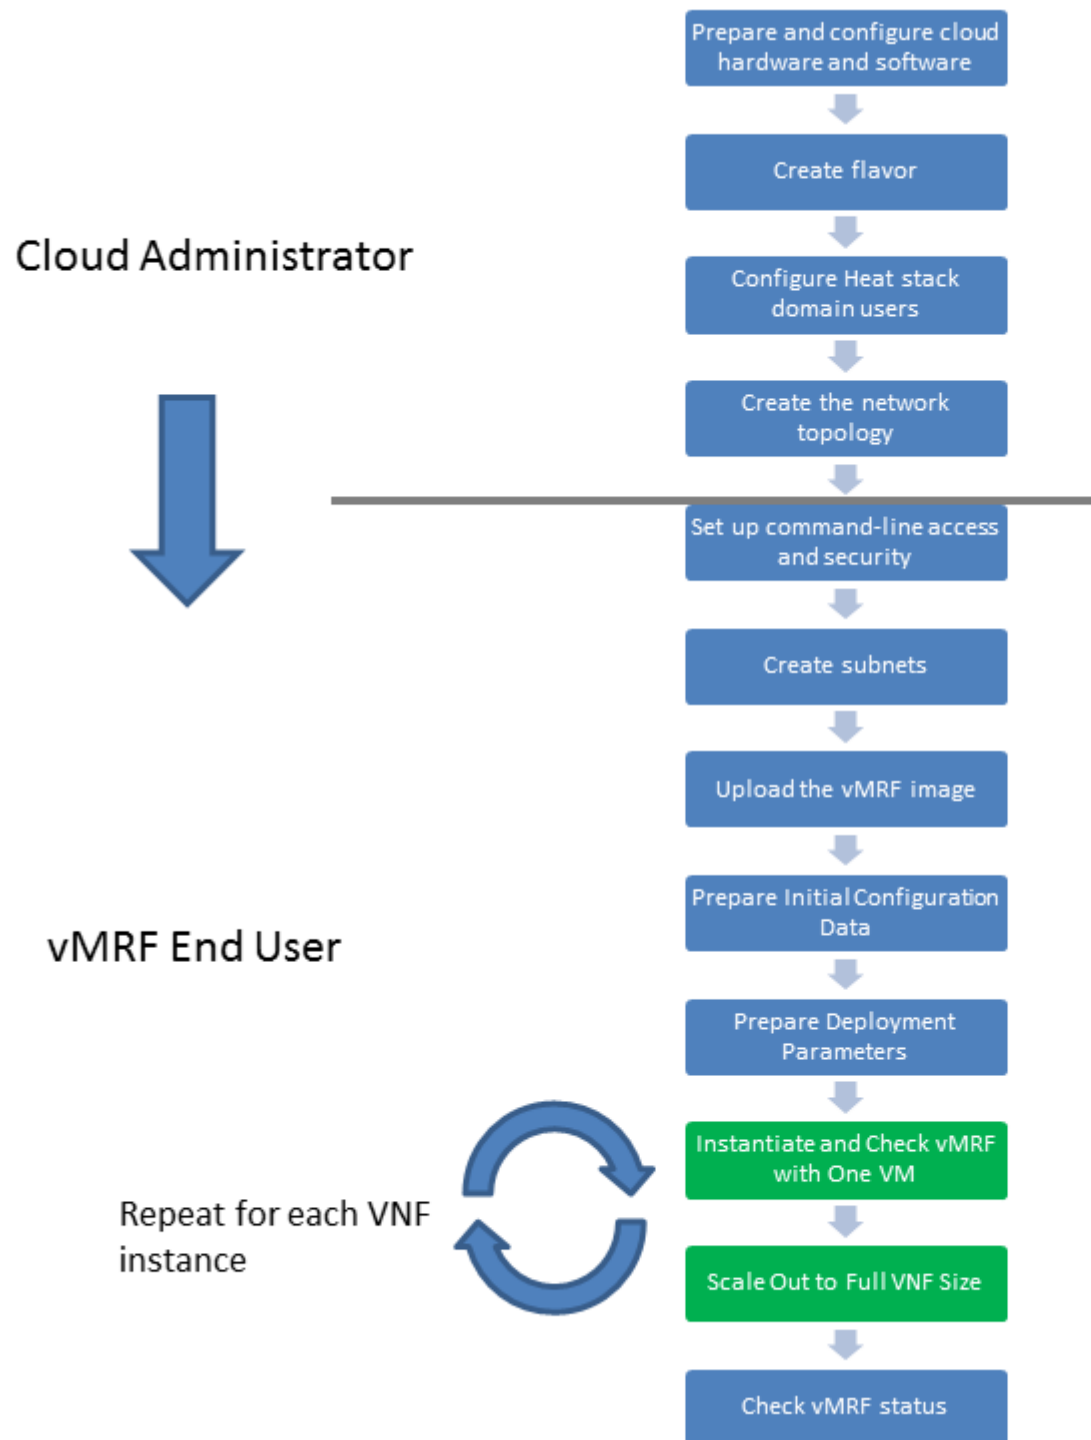 Prepare and configure cloud
hardware and software
Create flavor
Cloud Administrator
Configure Heat stack
domain users
Create the network
topology
Set up command-line access
and security
Create subnets
Upload the vMRF image
Prepare Initial Configuration
Data
vMRF End User
Prepare Deployment
Parameters
Instantiate and Check vMRF
with One VM
Repeat for each VNF
instance
Scale Out to Full VNF Size
Check vMRF status